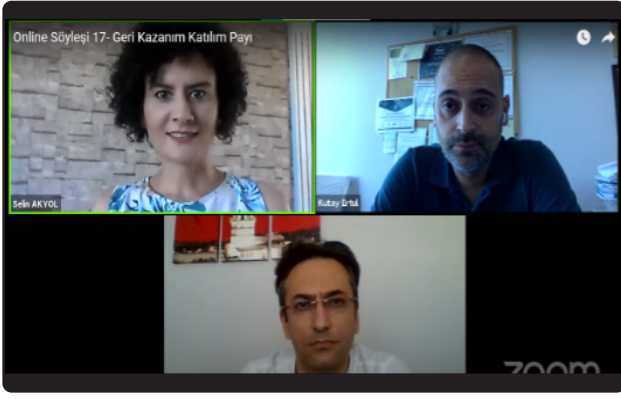 Online Söyleşi 17- Geri Kazanım Katılım Payı
Selin AKYOL
Kutay Ertul
zoom